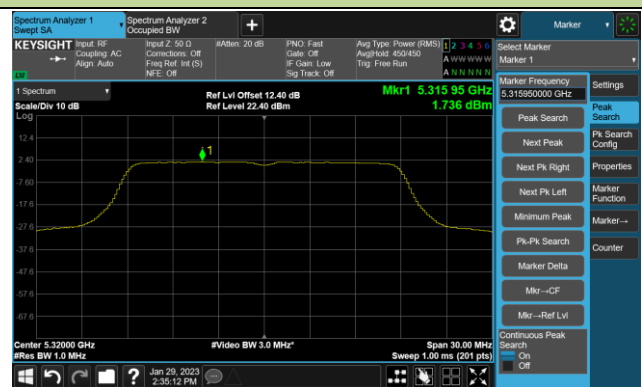 Spectrum Analyzer 1
Swept SA
Spectrum Analyzer 2
Occupied BW
Marker
KEYSIGHT
Input: RF
Coupling: AC
Align: Auto
Input Z: 50 Ω
Corrections: Off
Freq Ref: Int (S)
NFE: Off
#Atten: 20 dB
PNO: Fast
Gate: Off
IF Gain: Low
Sig Track: Off
Avg Type: Power (RMS)
Avg|Hold: 450/450
Trig: Free Run
1 2 3 4 5 6
A W W W W W
A N N N N N
LW
Select Marker
Marker 1
1 Spectrum
Scale/Div 10 dB
Log
Ref Lvl Offset 12.40 dB
Ref Level 22.40 dBm
Mkr1 5.315 95 GHz
1.736 dBm
12.4
2.40
-7.60
-17.6
-27.6
-37.6
-47.6
-57.6
-67.6
1
Center 5.32000 GHz
#Res BW 1.0 MHz
#Video BW 3.0 MHz*
Span 30.00 MHz
Sweep 1.00 ms (201 pts)
Marker Frequency
5.315950000 GHz
Peak Search
Next Peak
Next Pk Right
Next Pk Left
Minimum Peak
Pk-Pk Search
Marker Delta
Mkr→CF
Mkr→Ref Lvl
Continuous Peak
Search
On
Off
Settings
Peak
Search
Pk Search
Config
Properties
Marker
Function
Marker→
Counter
?
Jan 29, 2023
2:35:12 PM